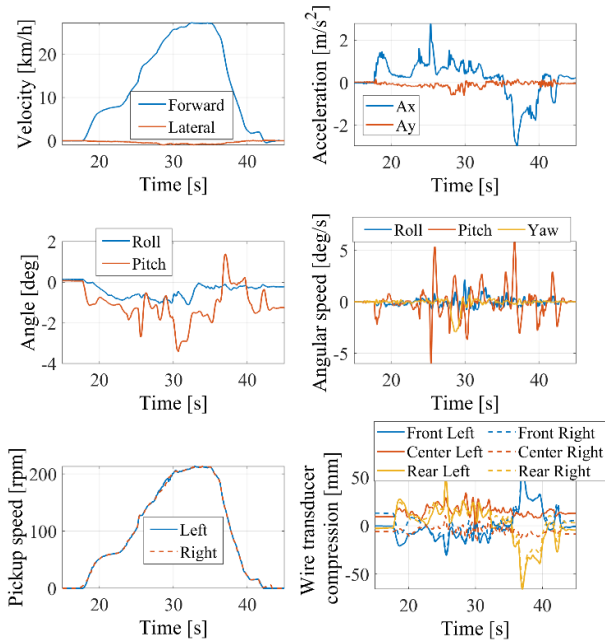 Velocity [km/h]
20
10
0
Forward
Lateral
20
30
40
Time [s]
Acceleration [m/s²]
2
0
-2
Ax
Ay
20
30
40
Time [s]
Angle [deg]
2
0
-2
-4
Roll
Pitch
20
30
40
Time [s]
Angular speed [deg/s]
5
0
-5
Roll Pitch Yaw
20
30
40
Time [s]
Pickup speed [rpm]
200
100
0
Left
Right
20
30
40
Time [s]
Wire transducer
compression [mm]
50
0
-50
Front Left Front Right
Center Left Center Right
Rear Left Rear Right
20
30
40
Time [s]